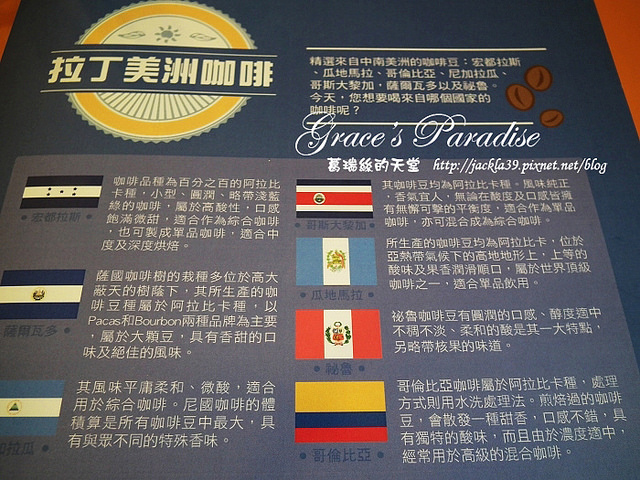 拉丁美洲咖啡
精選來自中南美洲的咖啡豆：宏都拉斯
、瓜地馬拉、哥倫比亞、尼加拉瓜、
哥斯大黎加，薩爾瓦多以及祕魯。
今天，您想要喝來自哪個國家的
咖啡呢？
Grace's Paradise
葛瑞絲的天堂 http://jackla39.pixnet.net/blog
咖啡品種為百分之百的阿拉比
卡種，小型、圓潤、略帶淺藍
綠的咖啡，屬於高酸性，口感
飽滿微甜，適合作為綜合咖啡
，也可製成單品咖啡，適合中
度及深度烘焙。
• 宏都拉斯 •
薩國咖啡樹的栽種多位於高大
蔽天的樹蔭下，其所生產的咖
啡豆種屬於阿拉比卡種，以
Pacas和Bourbon兩種品牌為主要
，屬於大顆豆，具有香甜的口
味及絕佳的風味。
薩爾瓦多 •
其風味平庸柔和、微酸，適合
用於綜合咖啡。尼國咖啡的體
積算是所有咖啡豆中最大，具
有與眾不同的特殊香味。
加拉瓜 •
其咖啡豆均為阿拉比卡種。風味純正
，香氣宜人，無論在酸度及口感皆擁
有無懈可擊的平衡度，適合作為單品
咖啡，亦可混合成為綜合咖啡。
• 哥斯大黎加 •
所生產的咖啡豆均為阿拉比卡，位於
亞熱帶氣候下的高地地形上，上等的
酸味及果香潤滑順口，屬於世界頂級
咖啡之一，適合單品飲用。
• 瓜地馬拉 •
祕魯咖啡豆有圓潤的口感、醇度適中
不稠不淡、柔和的酸是其一大特點，
另略帶核果的味道。
• 祕魯 •
哥倫比亞咖啡屬於阿拉比卡種，處理
方式則用水洗處理法。煎焙過的咖啡
豆，會散發一種甜香，口感不錯，具
有獨特的酸味，而且由於濃度適中，
經常用於高級的混合咖啡。
• 哥倫比亞 •